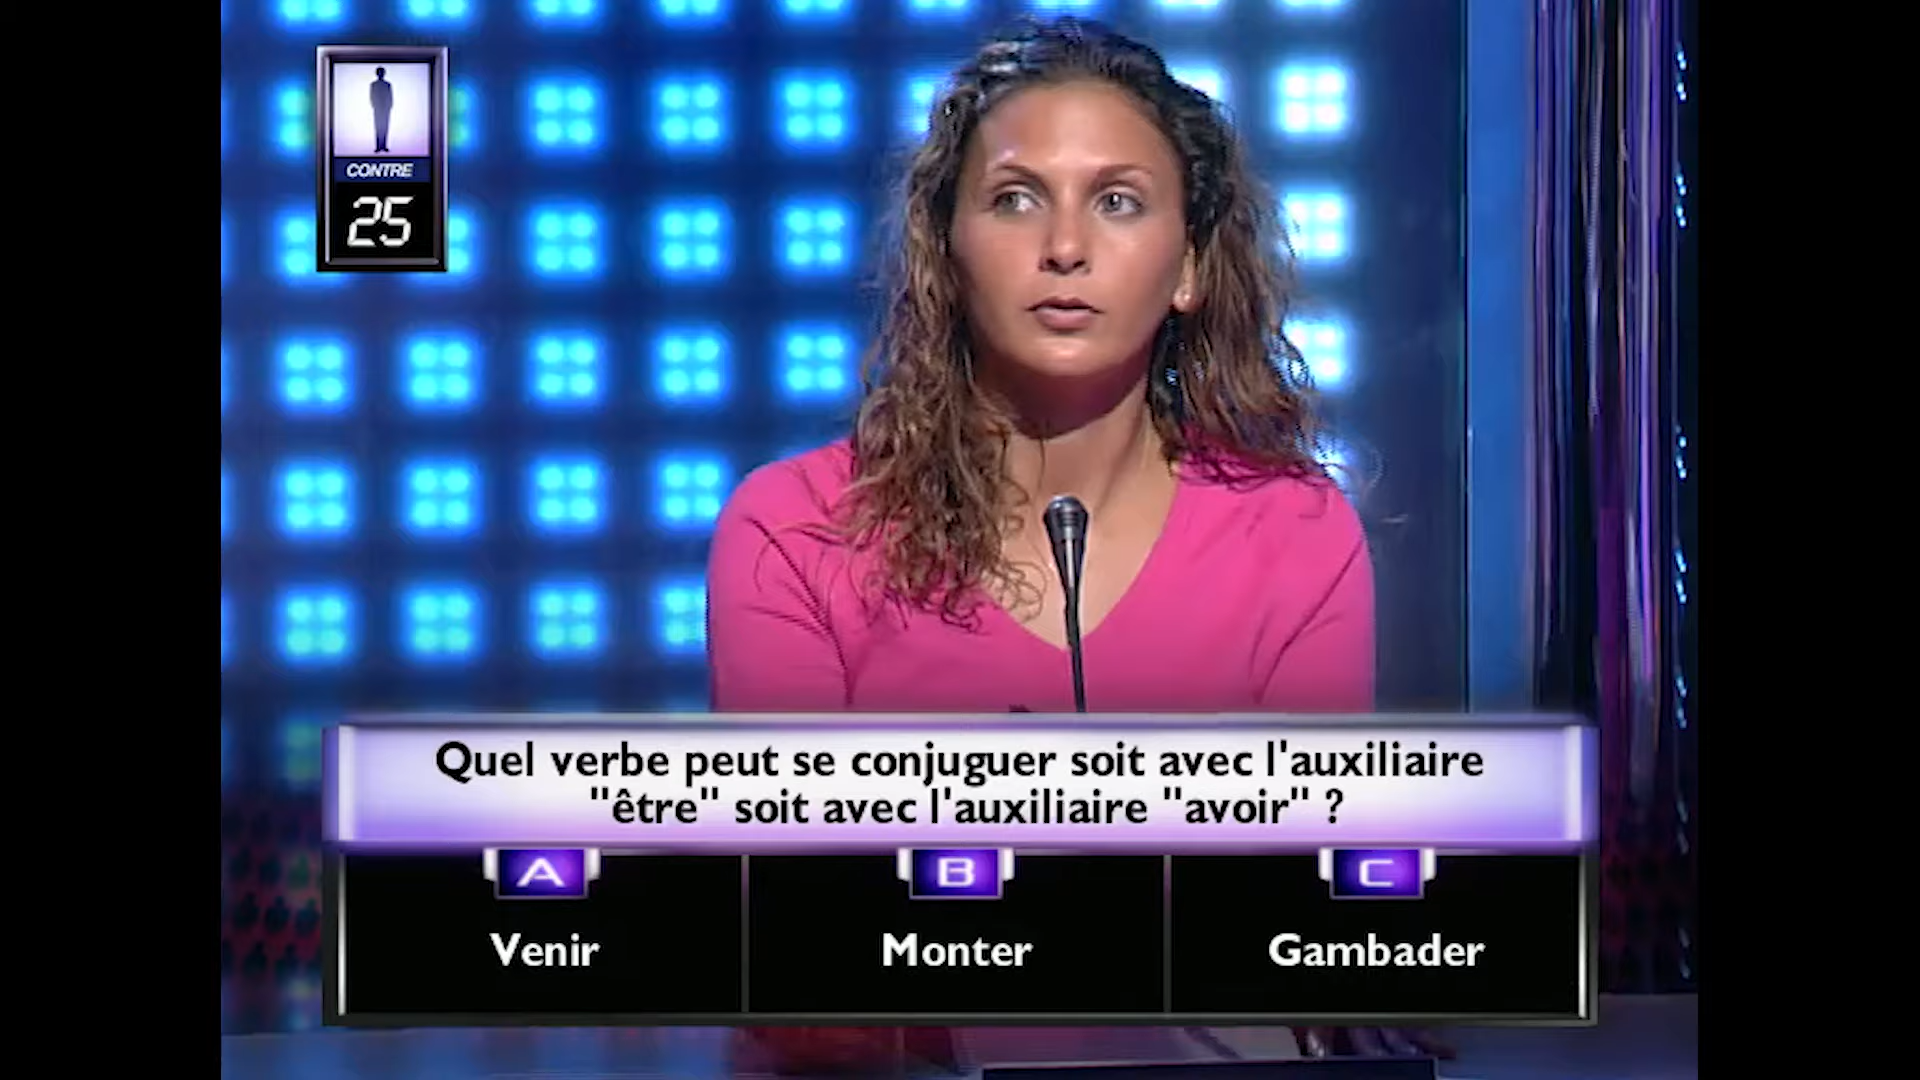 CONTRE
25
Quel verbe peut se conjuguer soit avec l'auxiliaire
"être" soit avec l'auxiliaire "avoir" ?
A
Venir
B
Monter
C
Gambader